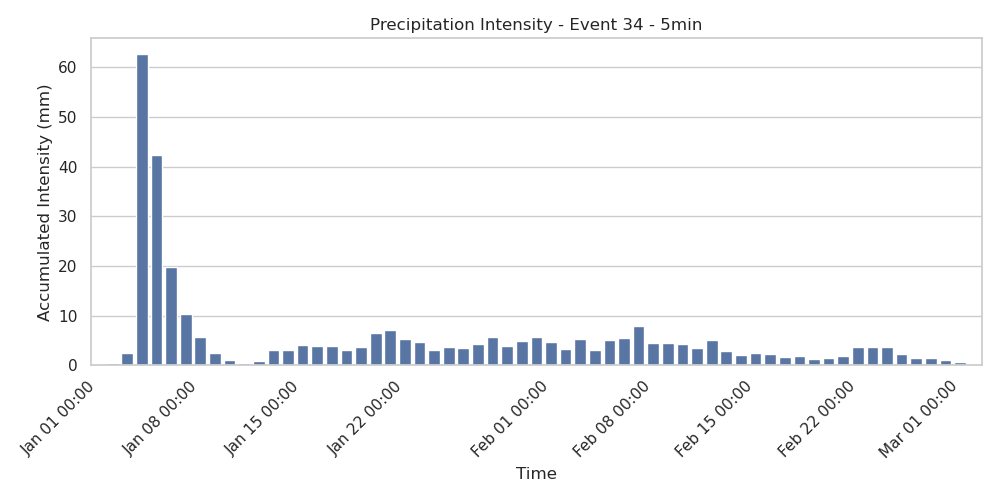 Precipitation Intensity - Event 34 - 5min
Accumulated Intensity (mm)
60
50
40
30
20
10
0
Jan 01 00:00
Jan 08 00:00
Jan 15 00:00
Jan 22 00:00
Feb 01 00:00
Feb 08 00:00
Feb 15 00:00
Feb 22 00:00
Mar 01 00:00
Time